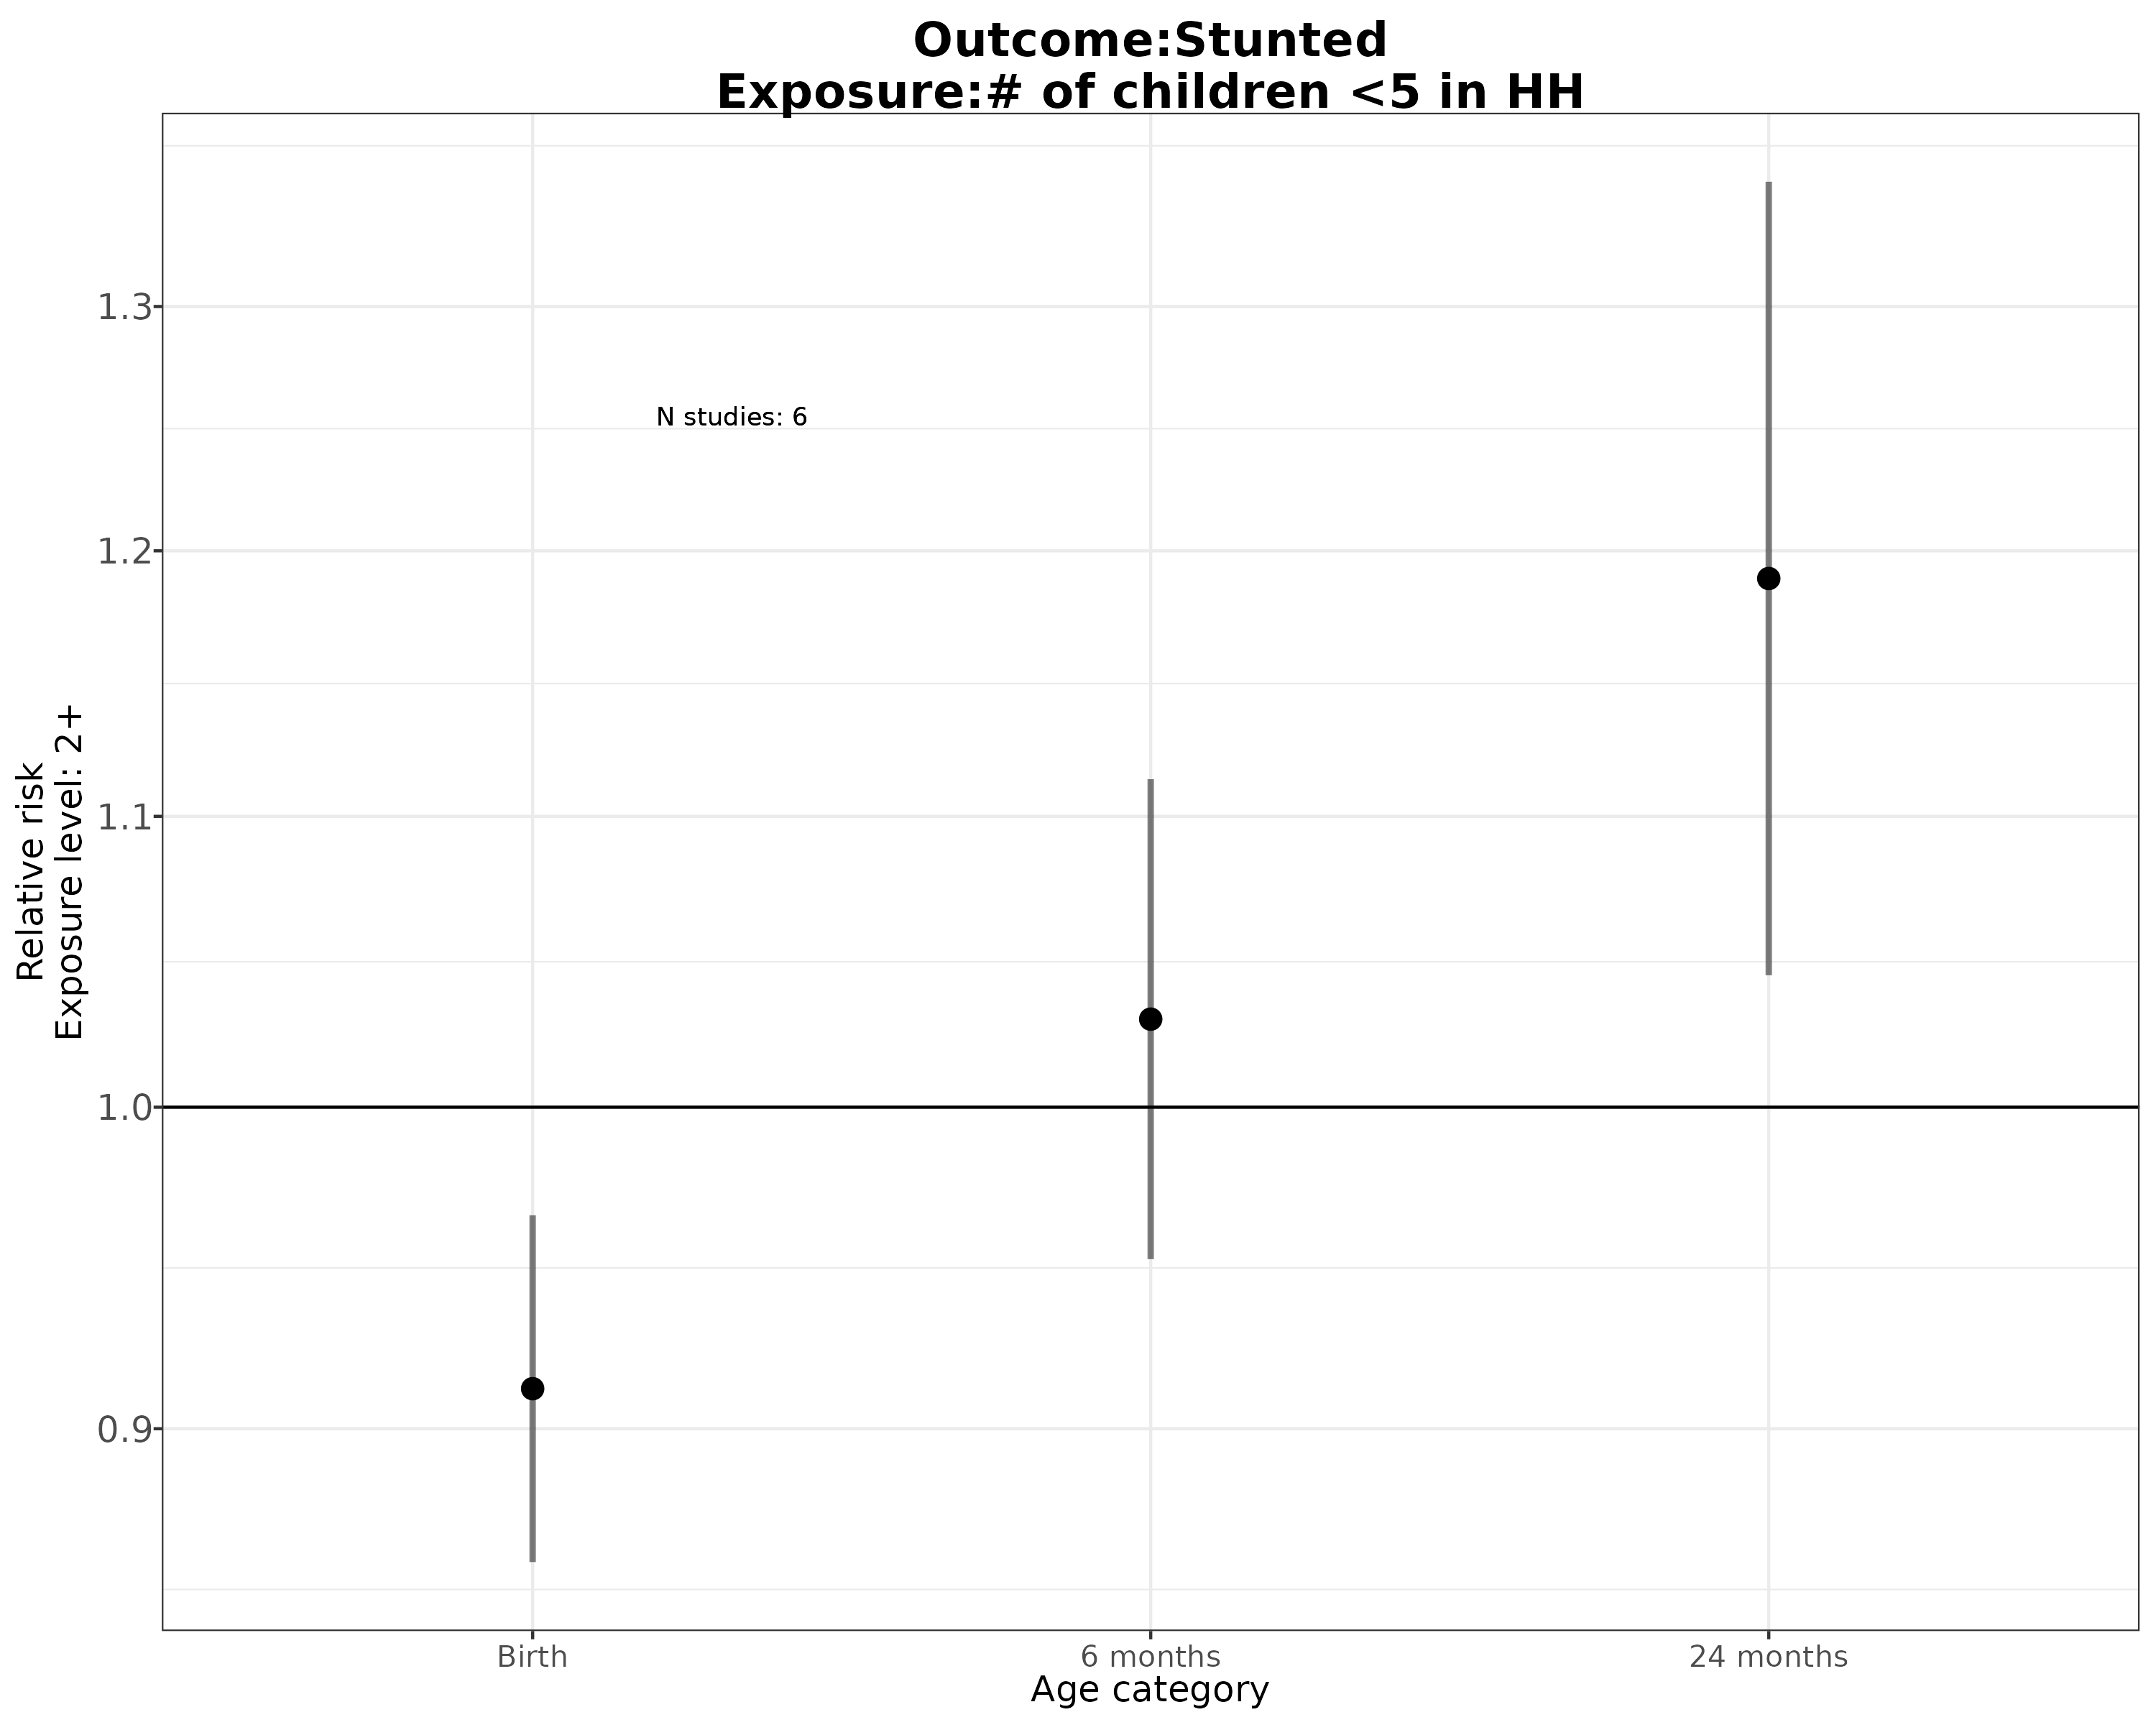 Outcome:Stunted
Exposure:# of children <5 in HH
Relative risk
Exposure level: 2+
1.3
1.2
1.1
1.0
0.9
N studies: 6
Birth
6 months
24 months
Age category